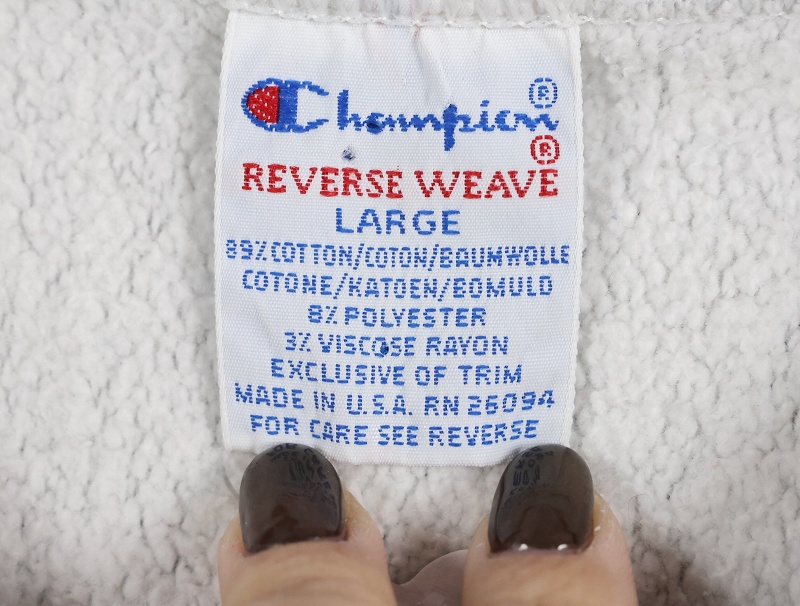 Champion®
®
REVERSE WEAVE
LARGE
89% COTTON/COTON/BAUMWOLLE
COTONE/KATOEN/BOMULD
8% POLYESTER
3% VISCOSE RAYON
EXCLUSIVE OF TRIM
MADE IN U.S.A. RN 26094
FOR CARE SEE REVERSE